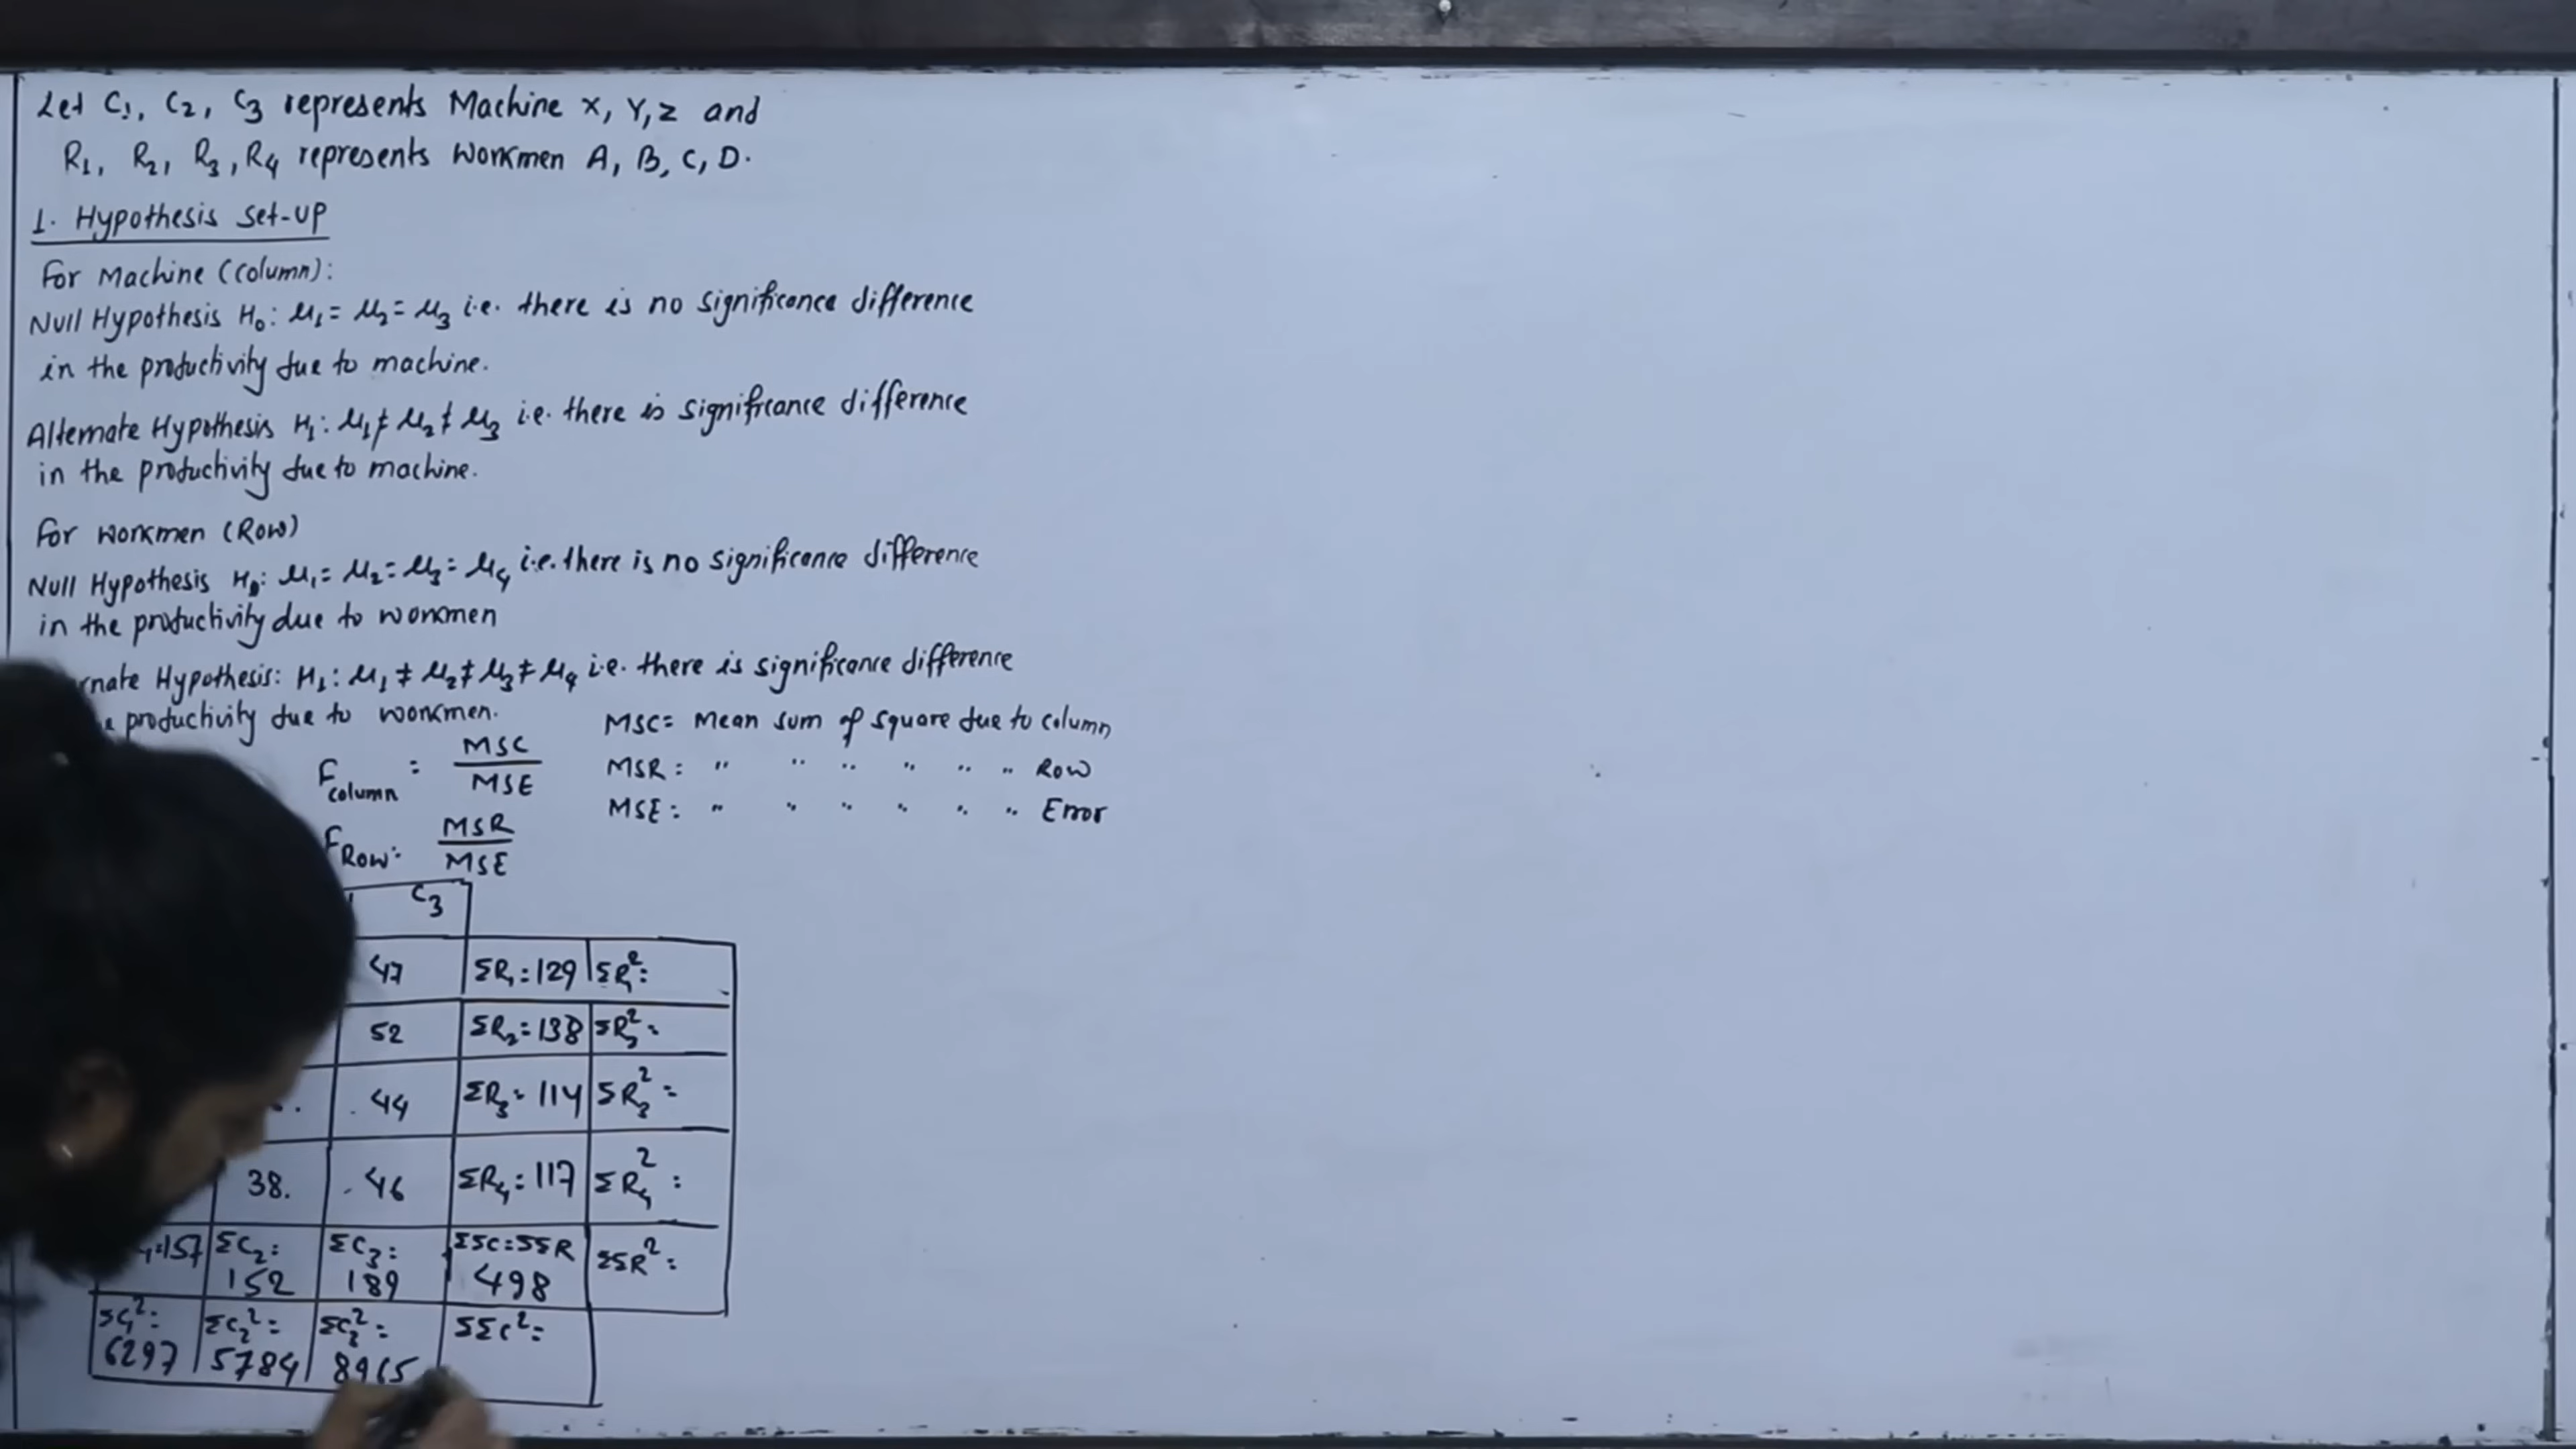 Let C1, C2, C3 represents Machine X, Y, Z and
R1, R2, R3, R4 represents Workmen A, B, C, D.
1. Hypothesis Set-up
For Machine (column):
Null Hypothesis H0: μ1 = μ2 = μ3 i.e. there is no significance difference
in the productivity due to machine.
Alternate Hypothesis H1: μ1 ≠ μ2 ≠ μ3 i.e. there is significance difference
in the productivity due to machine.
For workmen (Row)
Null Hypothesis H0: μ1 = μ2 = μ3 = μ4 i.e. there is no significance difference
in the productivity due to workmen
Hypothesis: H1: μ1 ≠ μ2 ≠ μ3 ≠ μ4 i.e. there is significance difference
productivity due to workmen.
MSC = Mean sum of square due to column
Fcolumn = MSC / MSE
MSR = " " " " " " Row
MSE = " " " " " " Error
FRow = MSR / MSE
C3
47 ΣR1 = 129 ΣR1² =
52 ΣR2 = 138 ΣR2² =
44 ΣR3 = 114 ΣR3² =
38. 46 ΣR4 = 117 ΣR4² =
=157 ΣC2 = 152 ΣC3 = 189 ΣΣC = ΣΣR 498 ΣΣR² =
ΣC1² = 6297 ΣC2² = 5784 ΣC3² = 8965 ΣΣC² =